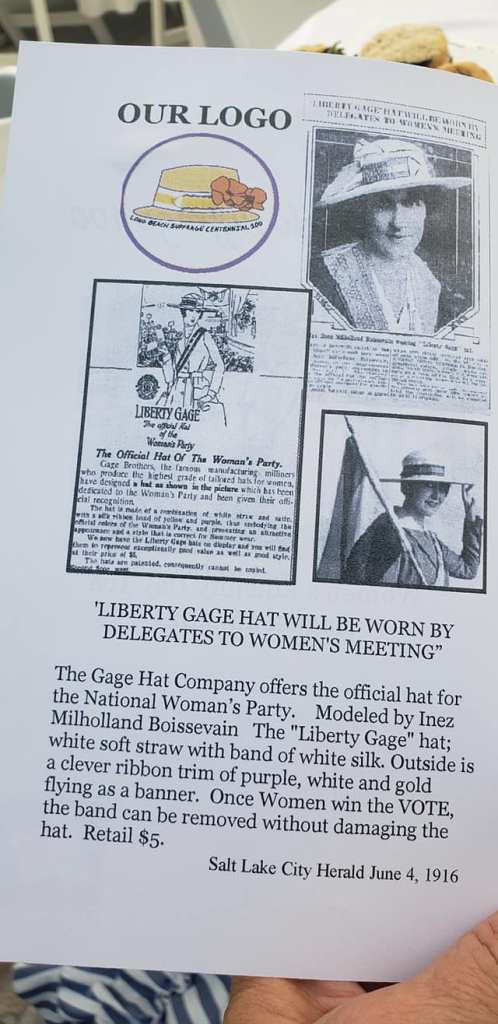 OUR LOGO
LONG BEACH SUFFRAGE CENTENNIAL 100
LIBERTY GAGE HAT WILL BE WORN BY
DELEGATES TO WOMEN'S MEETING
Inez Milholland Boissevain wearing "Liberty Gage" hat.
LIBERTY GAGE
The official Hat
of the
Woman's Party
The Official Hat Of The Woman's Party.
Gage Brothers, the famous manufacturing milliners
who produce the highest grade of tailored hats for women,
have designed a hat as shown in the picture which has been
dedicated to the Woman's Party and been given their offi-
cial recognition.
The hat is made of a combination of white straw and satin,
with a silk ribbon band of yellow and purple, thus embodying the
official colors of the Woman's Party, and presenting an attractive
appearance and a style that is correct for Summer wear.
We now have the Liberty Gage hats on display and you will find
them to represent exceptionally good value as well as good style,
at their price of $5.
The hats are patented, consequently cannot be copied.
Second floor west.
'LIBERTY GAGE HAT WILL BE WORN BY
DELEGATES TO WOMEN'S MEETING”
The Gage Hat Company offers the official hat for
the National Woman's Party. Modeled by Inez
Milholland Boissevain The "Liberty Gage" hat;
white soft straw with band of white silk. Outside is
a clever ribbon trim of purple, white and gold
flying as a banner. Once Women win the VOTE,
the band can be removed without damaging the
hat. Retail $5.
Salt Lake City Herald June 4, 1916